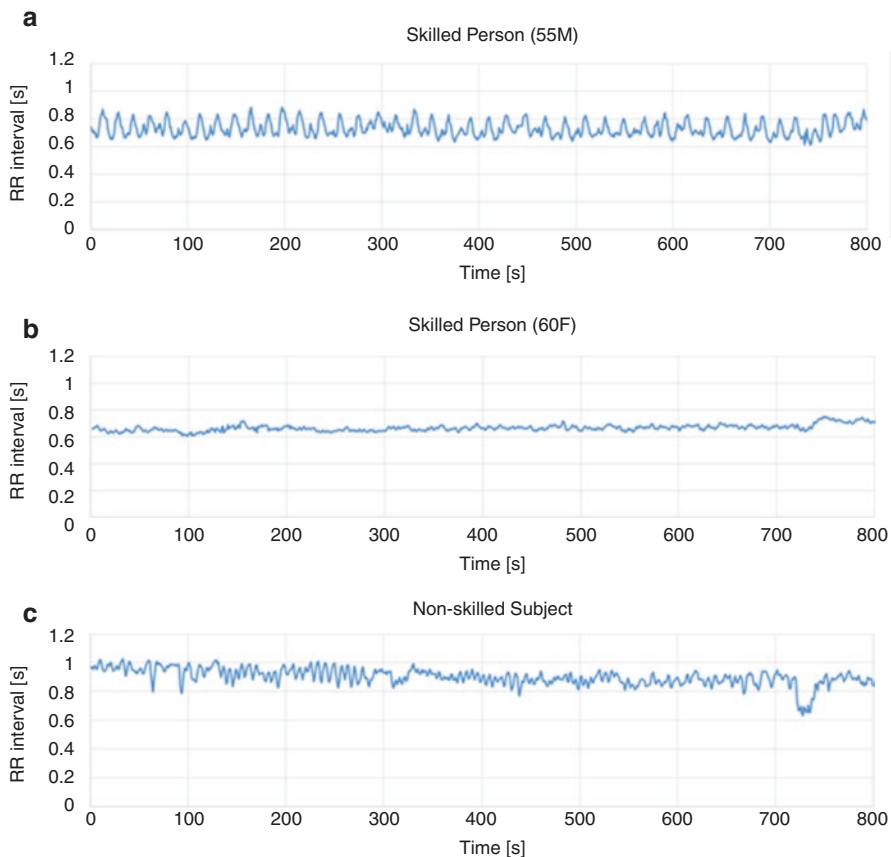 a
Skilled Person (55M)
RR interval [s]
1.2
1
0.8
0.6
0.4
0.2
0
0 100 200 300 400 500 600 700 800
Time [s]
b
Skilled Person (60F)
RR interval [s]
1.2
1
0.8
0.6
0.4
0.2
0
0 100 200 300 400 500 600 700 800
Time [s]
c
Non-skilled Subject
RR interval [s]
1.2
1
0.8
0.6
0.4
0.2
0
0 100 200 300 400 500 600 700 800
Time [s]